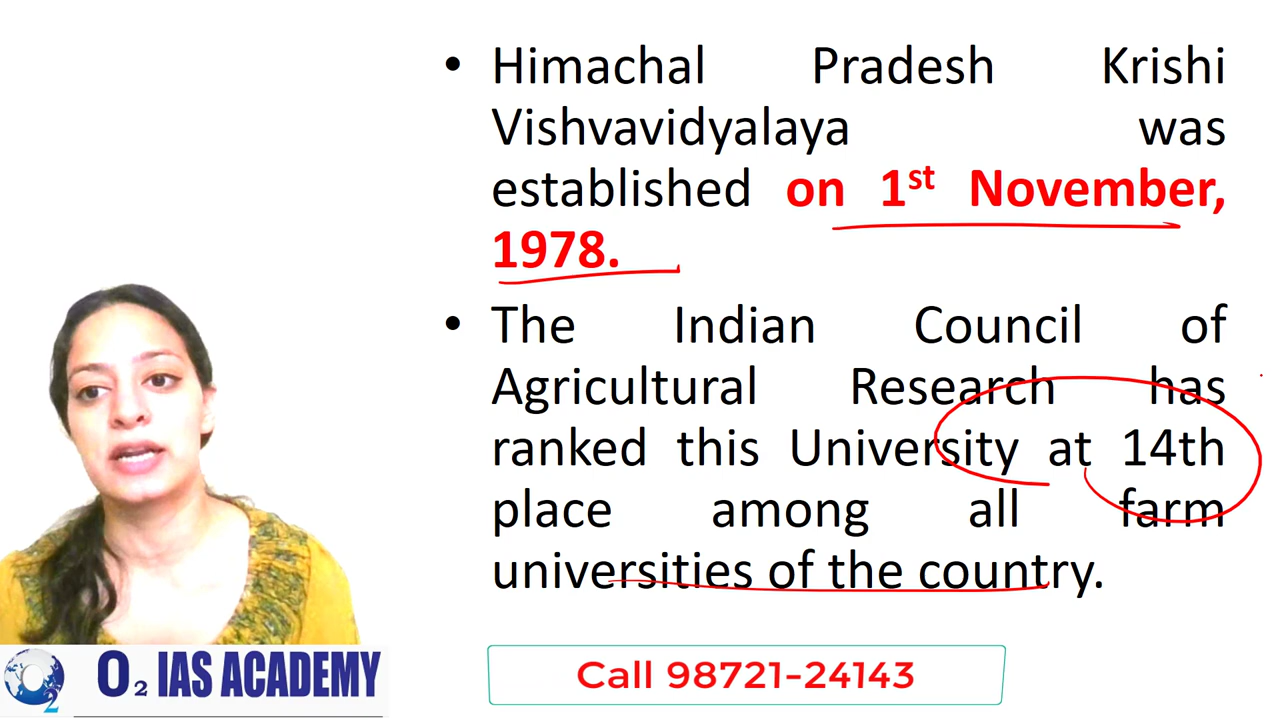 • Himachal Pradesh Krishi
Vishvavidyalaya was
established on 1st November,
1978.
• The Indian Council of
Agricultural Research has
ranked this University at 14th
place among all farm
universities of the country.
O2 IAS ACADEMY
Call 98721-24143